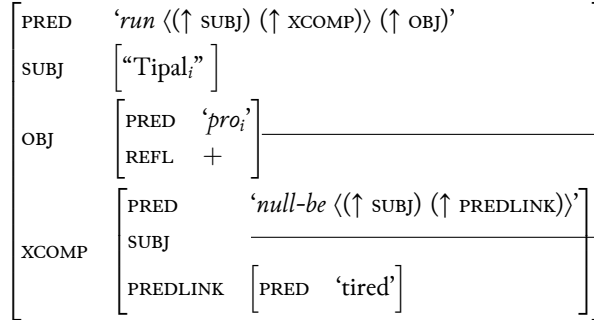 PRED ‘run ⟨(↑ SUBJ) (↑ XCOMP)⟩ (↑ OBJ)’
SUBJ [“Tipalᵢ”]
OBJ
PRED ‘proᵢ’
REFL +
XCOMP
PRED ‘null-be ⟨(↑ SUBJ) (↑ PREDLINK)⟩’
SUBJ
PREDLINK [PRED ‘tired’]